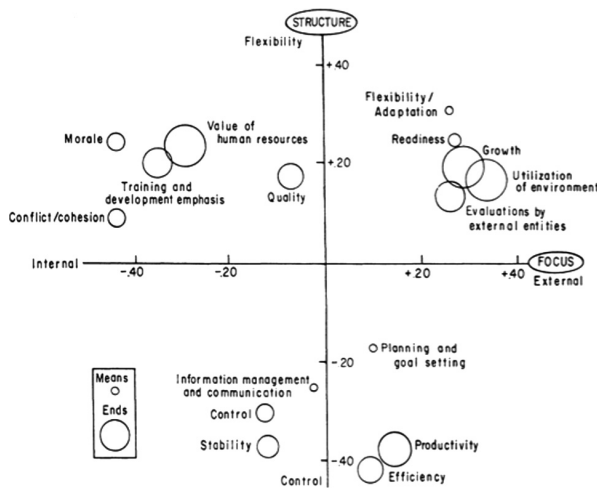 STRUCTURE
Flexibility
+.40
Flexibility/
Adaptation
Morale
Value of
human resources
Readiness
Growth
+.20
Utilization
of environment
Training and
development emphasis
Quality
Conflict/cohesion
Evaluations by
external entities
Internal
-.40
-.20
+.20
+.40
FOCUS
External
-.20
Planning and
goal setting
Means
Information management
and communication
Ends
Control
Stability
Productivity
-.40
Efficiency
Control